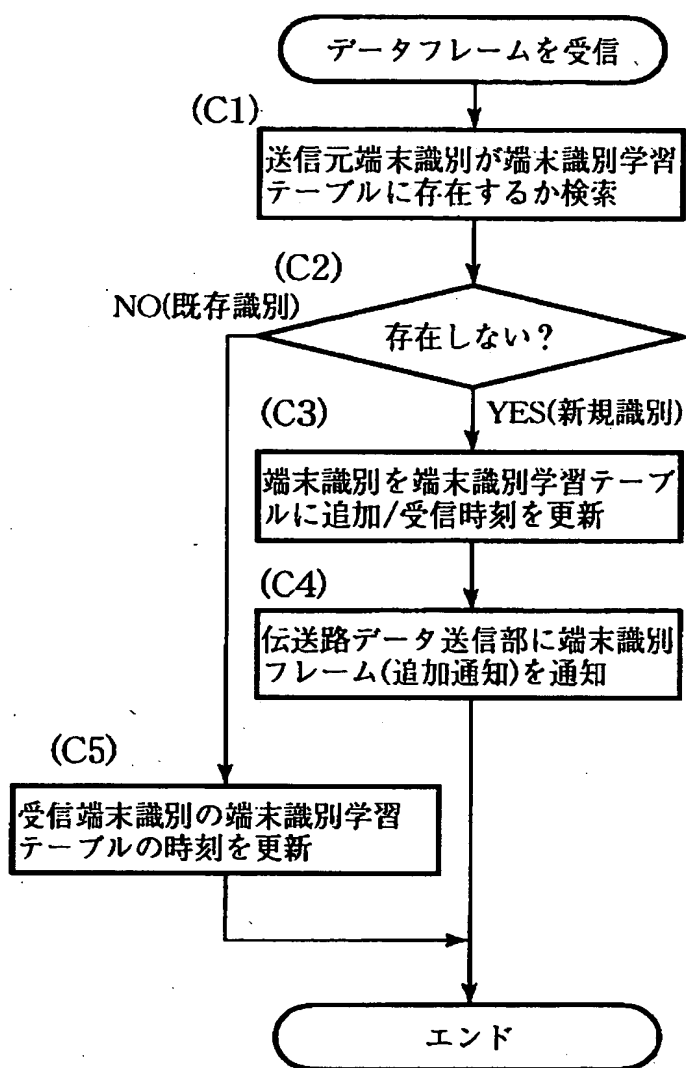 データフレームを受信
(C1)
送信元端末識別が端末識別学習
テーブルに存在するか検索
(C2)
NO(既存識別)
存在しない?
(C3)
YES(新規識別)
端末識別を端末識別学習テーブ
ルに追加/受信時刻を更新
(C4)
伝送路データ送信部に端末識別
フレーム(追加通知)を通知
(C5)
受信端末識別の端末識別学習
テーブルの時刻を更新
エンド